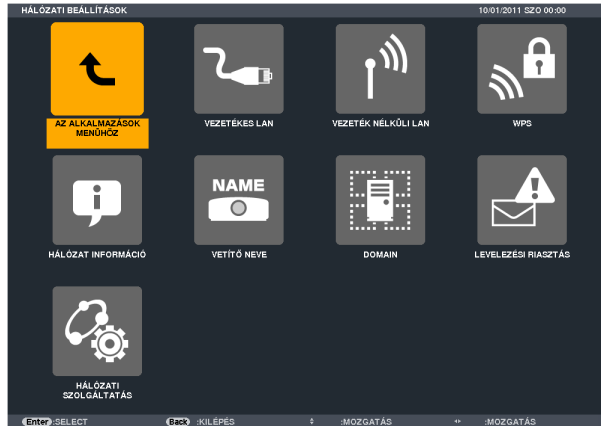 HÁLÓZATI BEÁLLÍTÁSOK 10/01/2011 SZO 00:00
AZ ALKALMAZÁSOK
MENÜHÖZ
VEZETÉKES LAN
VEZETÉK NÉLKÜLI LAN
WPS
NAME
HÁLÓZAT INFORMÁCIÓ
VETÍTŐ NEVE
DOMAIN
LEVELEZÉSI RIASZTÁS
HÁLÓZATI
SZOLGÁLTATÁS
Enter :SELECT Back :KILÉPÉS :MOZGATÁS :MOZGATÁS